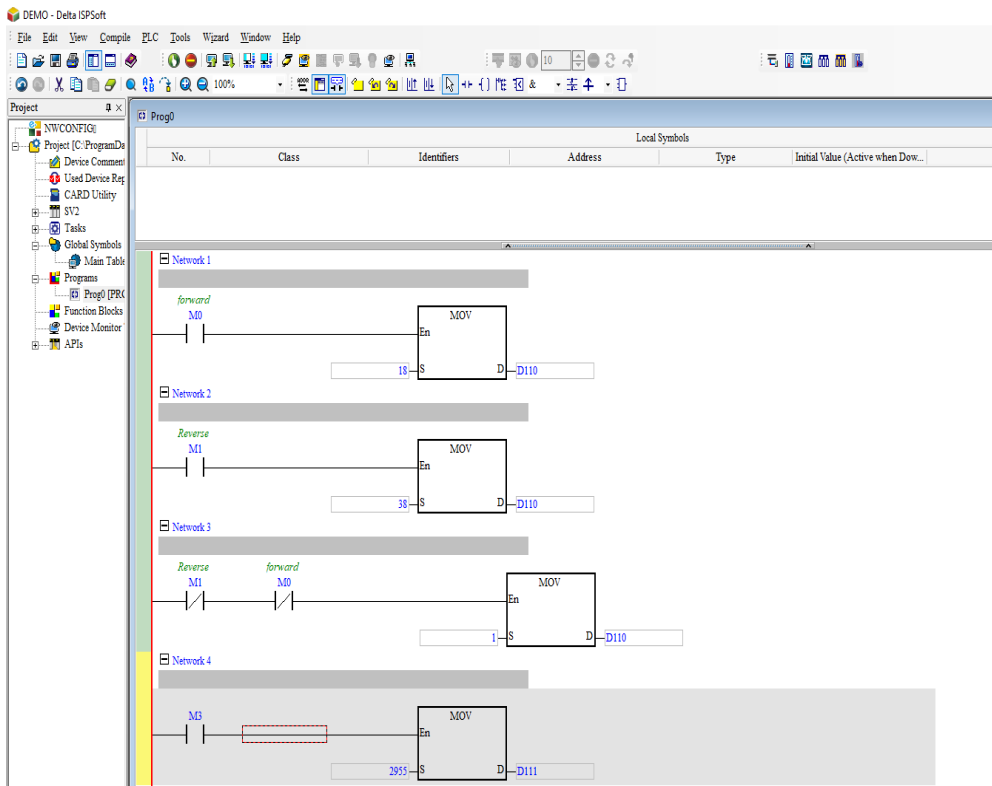 DEMO - Delta ISPSoft
File Edit View Compile PLC Tools Wizard Window Help
10
100%
&
Project
Prog0
NWCONFIG
Project [C:\ProgramDa
Device Comment
Used Device Rep
CARD Utility
SV2
Tasks
Global Symbols
Main Table
Programs
Prog0 [PRO
Function Blocks
Device Monitor
APIs
Local Symbols
No. Class Identifiers Address Type Initial Value (Active when Dow...
Network 1
forward
M0
MOV
En
18 S D D110
Network 2
Reverse
M1
MOV
En
38 S D D110
Network 3
Reverse forward
M1 M0
MOV
En
1 S D D110
Network 4
M3
MOV
En
2955 S D D111